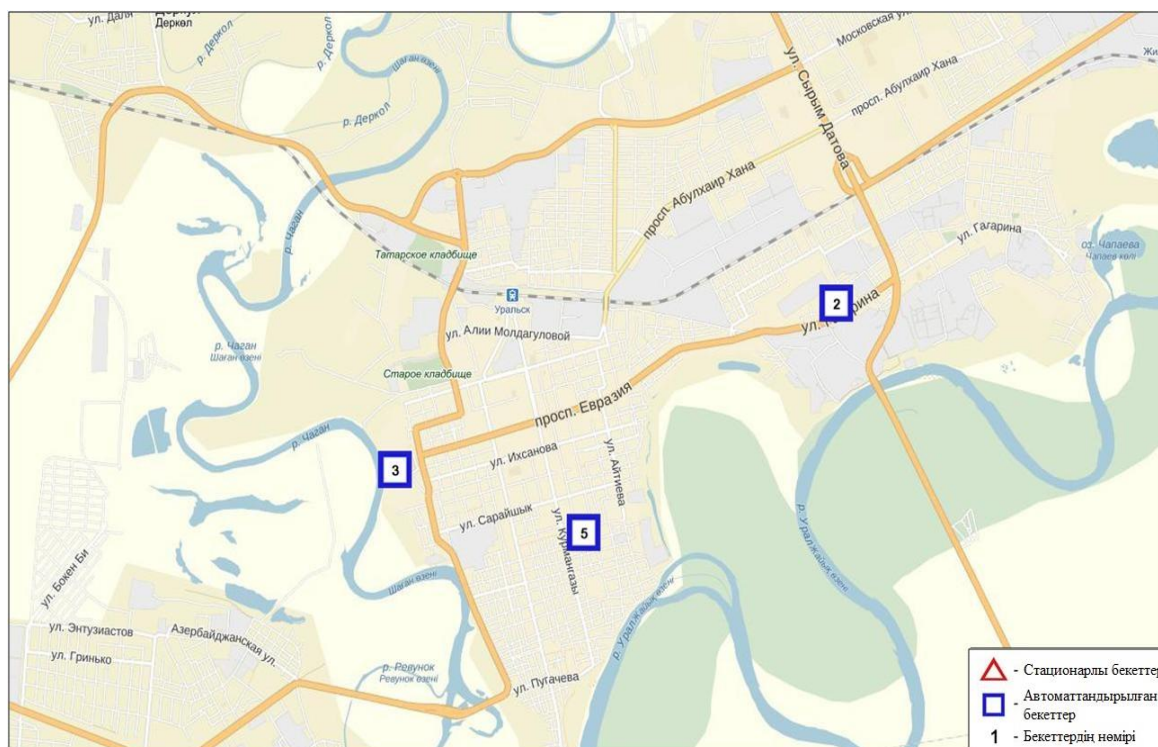 ул. Даля
Деркөл
р. Деркол
р. Деркол
Шаған өзені
р. Деркол
Московская ул.
просп. Абулхаир Хана
ул. Сырым Датова
просп. Абулхаир Хана
ул. Гагарина
оз. Чапаева
Чапаев көлі
р. Чаган
Татарское кладбище
Уральск
2
ул. Алии Молдагуловой
р. Чаган
Шаған өзені
Старое кладбище
просп. Евразия
р. Чаган
ул. Ихсанова
ул. Айтиева
3
ул. Сарайшык
5
ул. Курмангазы
р. Урал
Жайық өзені
ул. Бокен Би
Шаған өзені
р. Урал
Жайық өзені
ул. Энтузиастов
Азербайджанская ул.
ул. Гринько
р. Ревунок
Ревунок өзені
ул. Пугачева
- Стационарлы бекеттер
- Автоматтандырылған
бекеттер
1 - Бекеттердің нөмірі